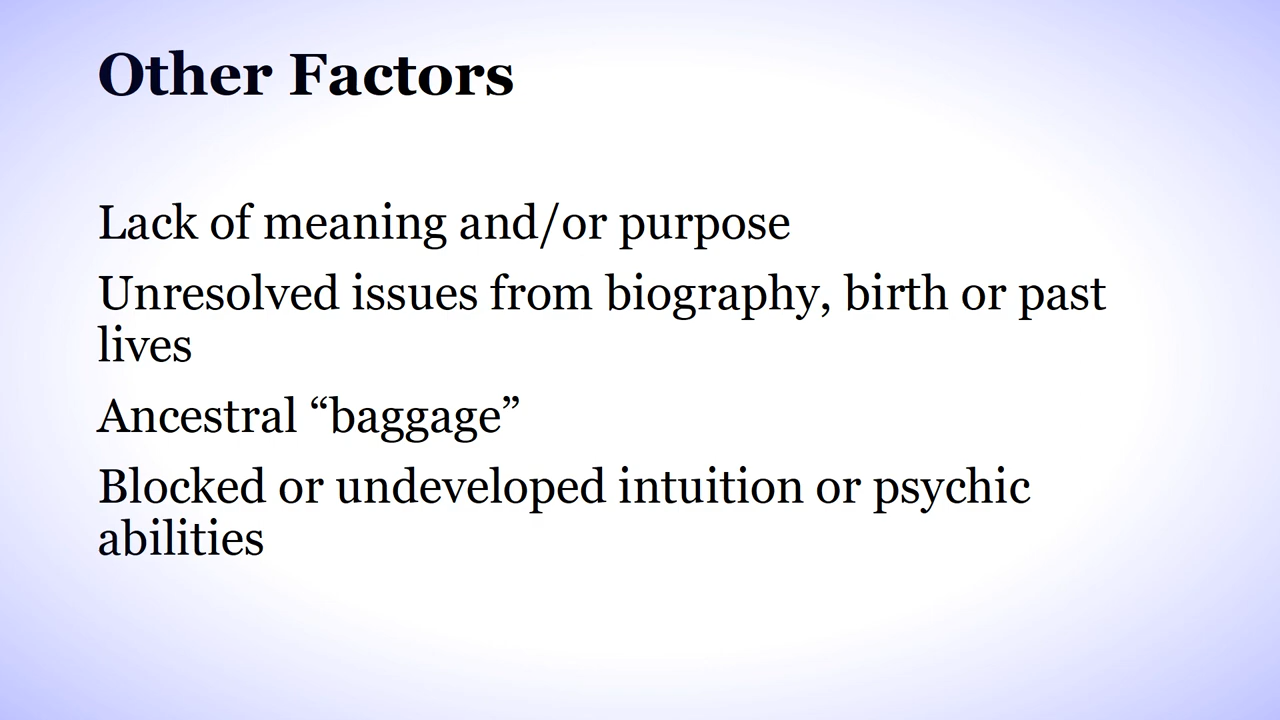 Other Factors
Lack of meaning and/or purpose
Unresolved issues from biography, birth or past
lives
Ancestral “baggage”
Blocked or undeveloped intuition or psychic
abilities